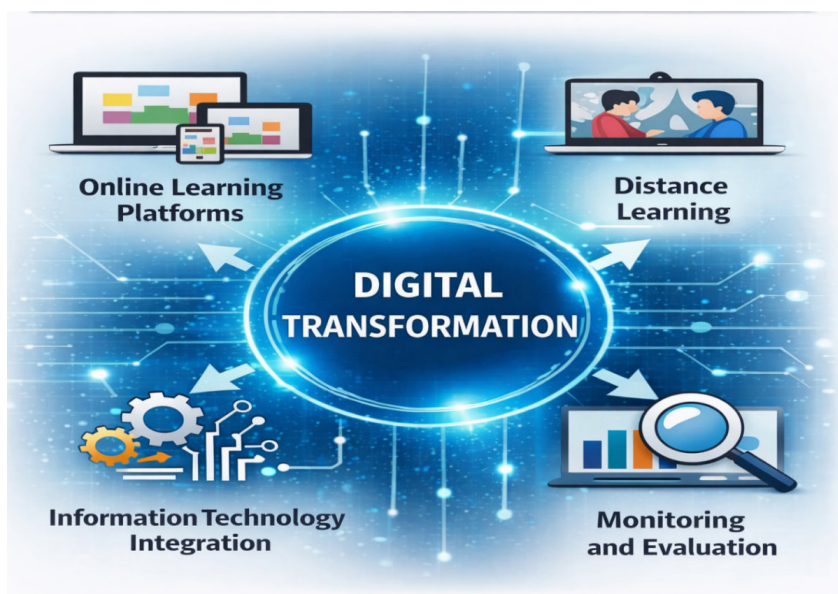 Online Learning
Platforms
Distance
Learning
DIGITAL
TRANSFORMATION
Information Technology
Integration
Monitoring
and Evaluation